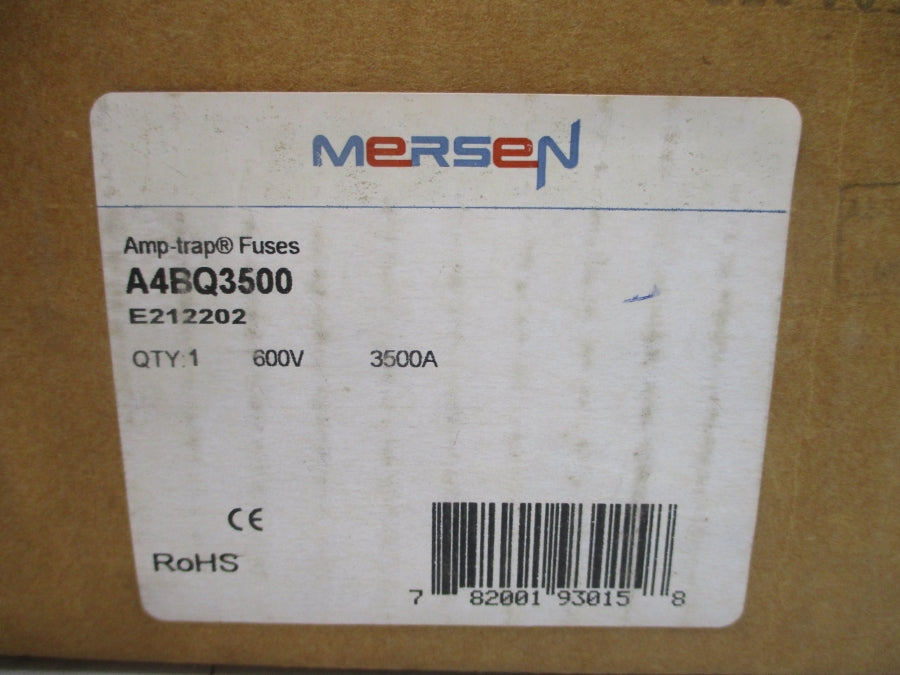 MERSEN
Amp-trap® Fuses
A4BQ3500
E212202
QTY:1 600V 3500A
CE
RoHS
7 82001 93015 8